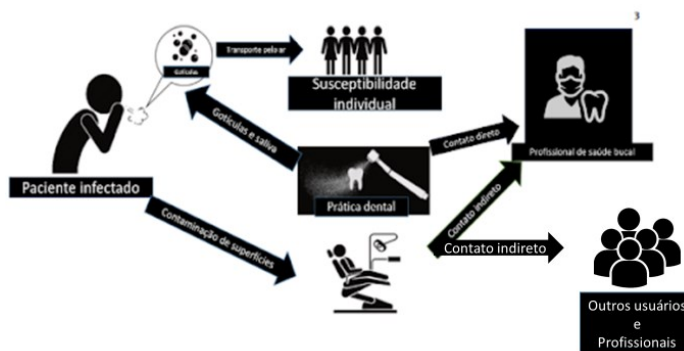 3
Gotículas
Transporte pelo ar
Susceptibilidade
individual
Gotículas e saliva
Contato direto
Profissional de saúde bucal
Paciente infectado
Prática dental
Contaminação de superfícies
Contato indireto
Contato indireto
Outros usuários
e
Profissionais